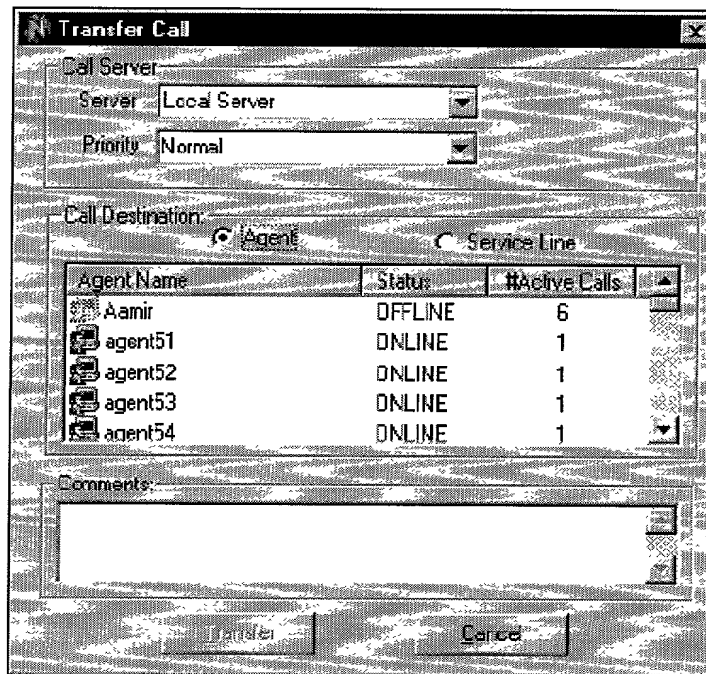 Transfer Call
Call Server
Server Local Server
Priority Normal
Call Destination:
Agent Service Line
Agent Name Status #Active Calls
Aamir OFFLINE 6
agent51 ONLINE 1
agent52 ONLINE 1
agent53 ONLINE 1
agent54 ONLINE 1
Comments:
Transfer Cancel